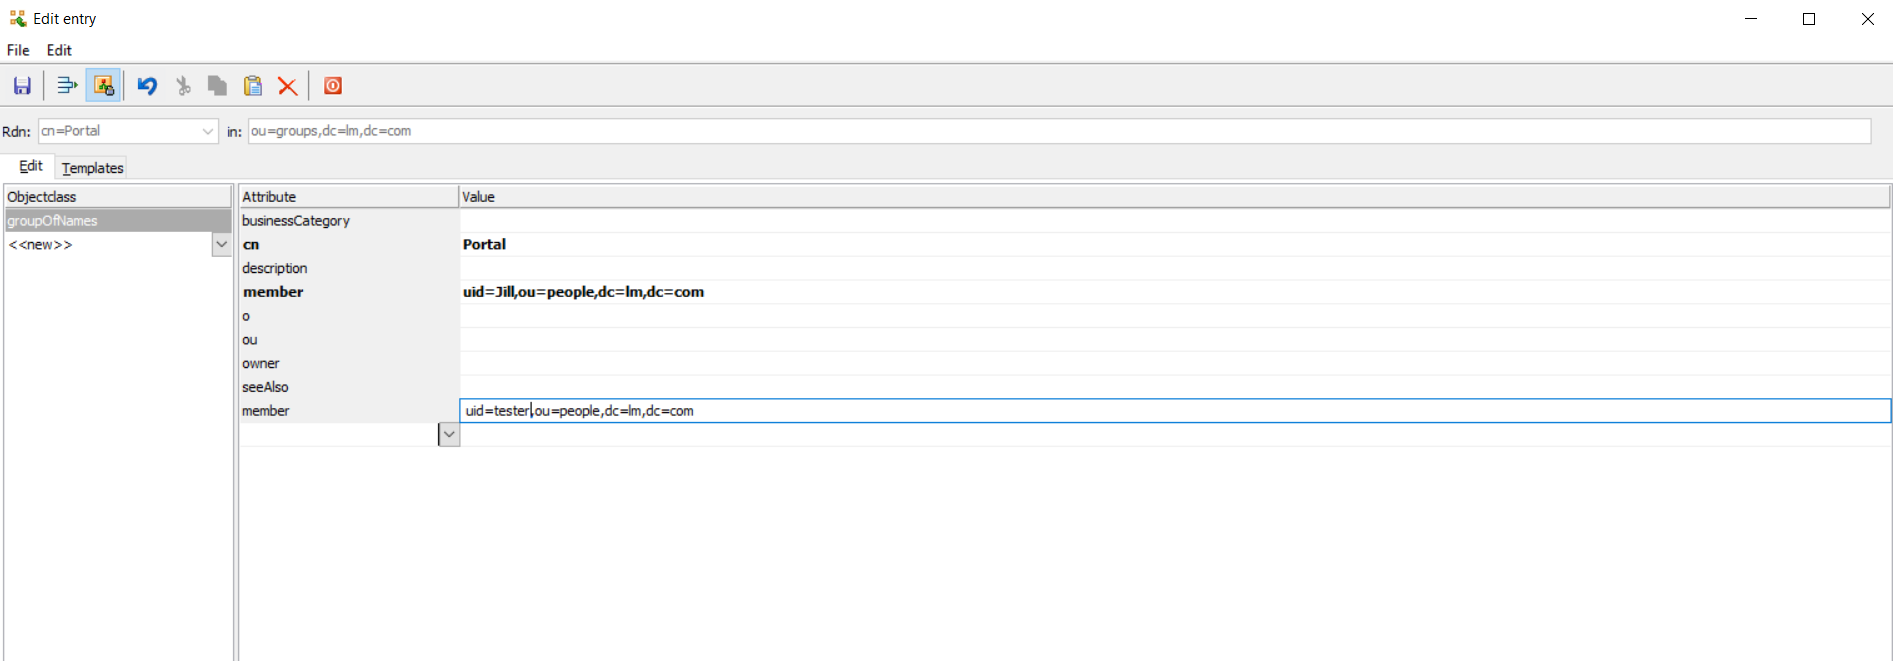 Edit entry
File Edit
Rdn: cn=Portal in: ou=groups,dc=lm,dc=com
Edit Templates
Objectclass Attribute Value
groupOfNames businessCategory
<<new>> cn Portal
description
member uid=Jill,ou=people,dc=lm,dc=com
o
ou
owner
seeAlso
member uid=tester,ou=people,dc=lm,dc=com